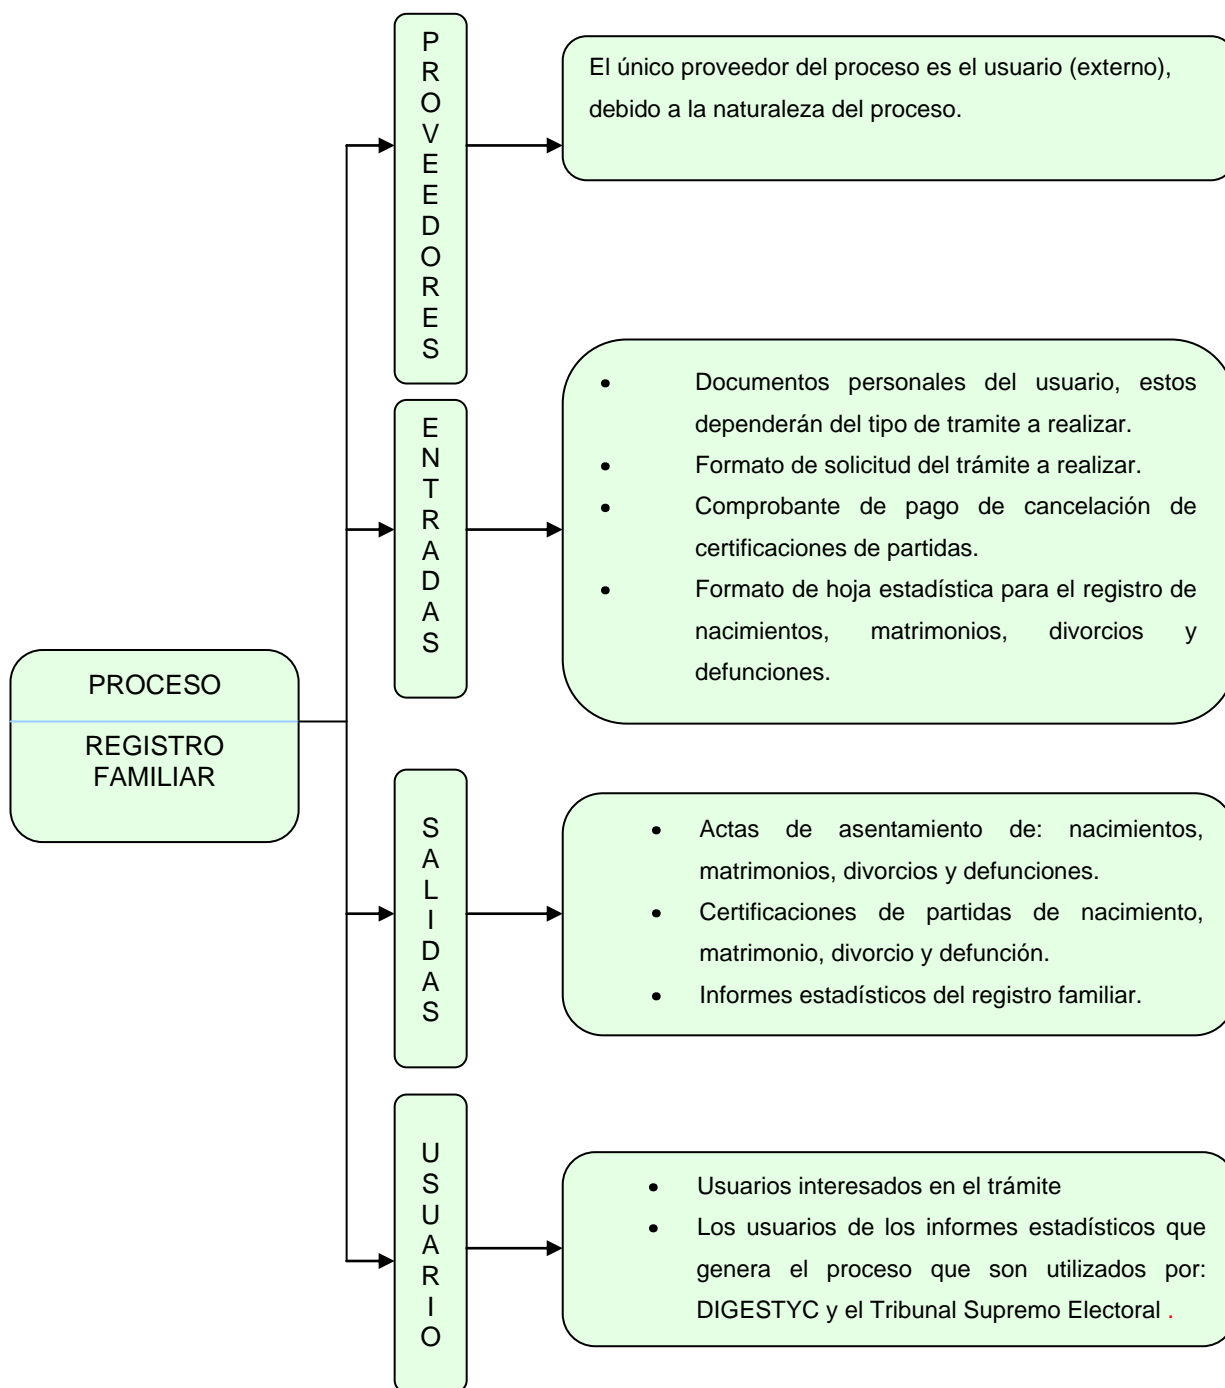 PROVEEDORES
El único proveedor del proceso es el usuario (externo),
debido a la naturaleza del proceso.
ENTRADAS
• Documentos personales del usuario, estos
dependerán del tipo de tramite a realizar.
• Formato de solicitud del trámite a realizar.
• Comprobante de pago de cancelación de
certificaciones de partidas.
• Formato de hoja estadística para el registro de
nacimientos, matrimonios, divorcios y
defunciones.
PROCESO
REGISTRO
FAMILIAR
SALIDAS
• Actas de asentamiento de: nacimientos,
matrimonios, divorcios y defunciones.
• Certificaciones de partidas de nacimiento,
matrimonio, divorcio y defunción.
• Informes estadísticos del registro familiar.
USUARIO
• Usuarios interesados en el trámite
• Los usuarios de los informes estadísticos que
genera el proceso que son utilizados por:
DIGESTYC y el Tribunal Supremo Electoral .